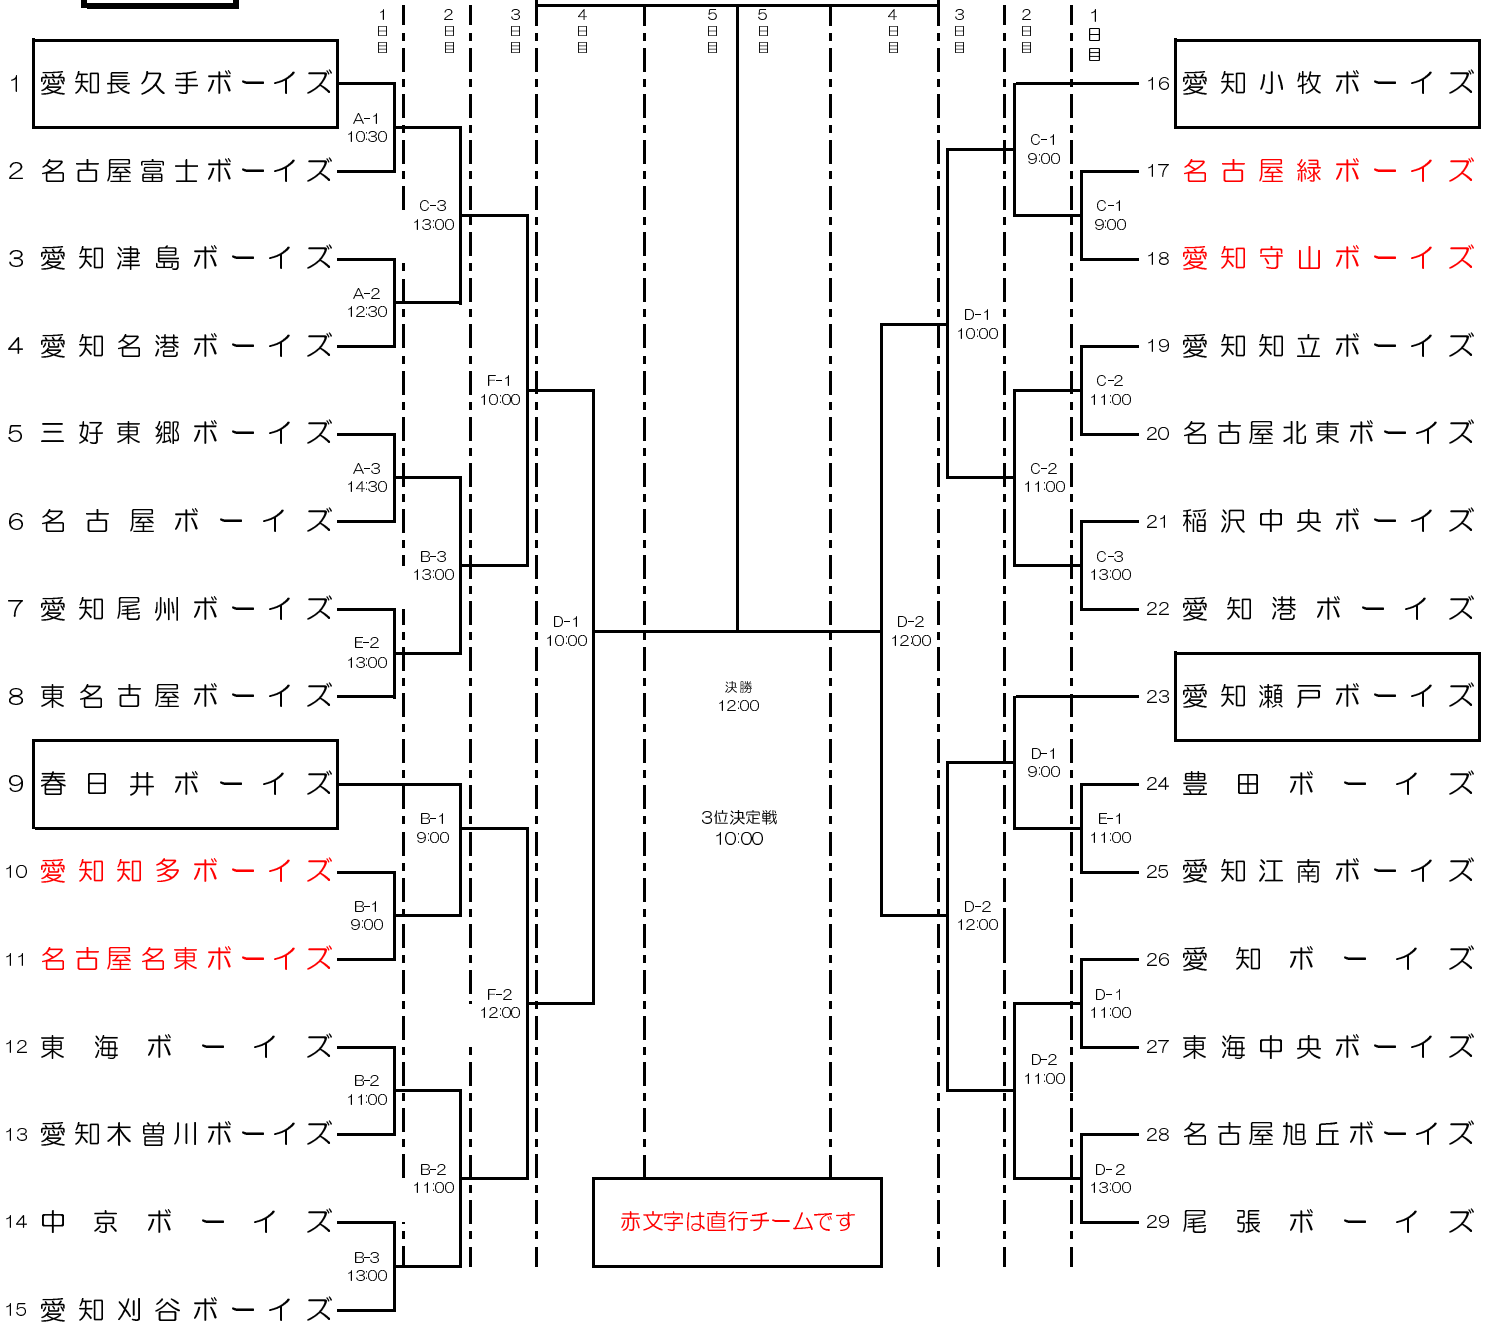 1日目
2日目
3日目
4日目
5日目
5日目
4日目
3日目
2日目
1日目
1 愛知長久手ボーイズ
2 名古屋富士ボーイズ
3 愛知津島ボーイズ
4 愛知名港ボーイズ
5 三好東郷ボーイズ
6 名古屋ボーイズ
7 愛知尾州ボーイズ
8 東名古屋ボーイズ
9 春日井ボーイズ
10 愛知知多ボーイズ
11 名古屋名東ボーイズ
12 東海ボーイズ
13 愛知木曽川ボーイズ
14 中京ボーイズ
15 愛知刈谷ボーイズ
A-1
10:30
A-2
12:30
A-3
14:30
E-2
13:00
B-1
9:00
B-2
11:00
B-3
13:00
C-3
13:00
B-3
13:00
B-1
9:00
B-2
11:00
F-1
10:00
F-2
12:00
D-1
10:00
決勝
12:00
3位決定戦
10:00
赤文字は直行チームです
D-2
12:00
D-1
10:00
D-2
12:00
C-1
9:00
C-2
11:00
D-1
9:00
D-2
11:00
C-1
9:00
C-2
11:00
C-3
13:00
E-1
11:00
D-1
11:00
D-2
13:00
16 愛知小牧ボーイズ
17 名古屋緑ボーイズ
18 愛知守山ボーイズ
19 愛知知立ボーイズ
20 名古屋北東ボーイズ
21 稲沢中央ボーイズ
22 愛知港ボーイズ
23 愛知瀬戸ボーイズ
24 豊田ボーイズ
25 愛知江南ボーイズ
26 愛知ボーイズ
27 東海中央ボーイズ
28 名古屋旭丘ボーイズ
29 尾張ボーイズ